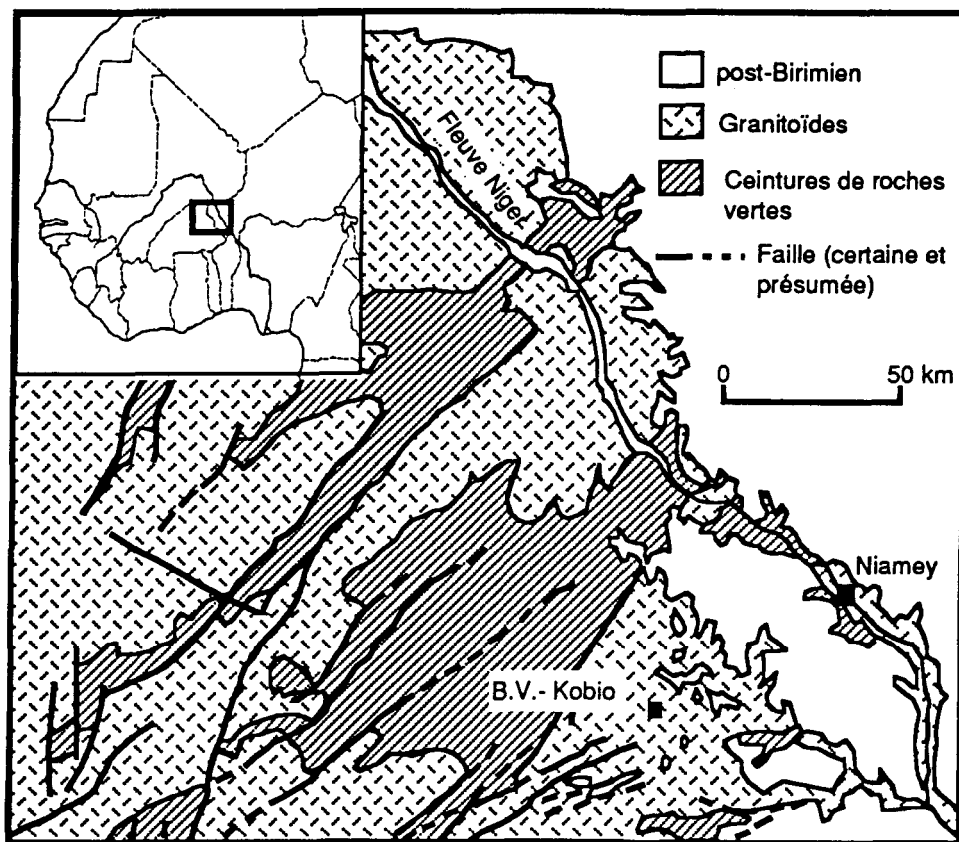 post-Birimien
Granitoïdes
Ceintures de roches
vertes
Faille (certaine et
présumée)
0 50 km
Fleuve Niger
Niamey
B.V.- Kobio